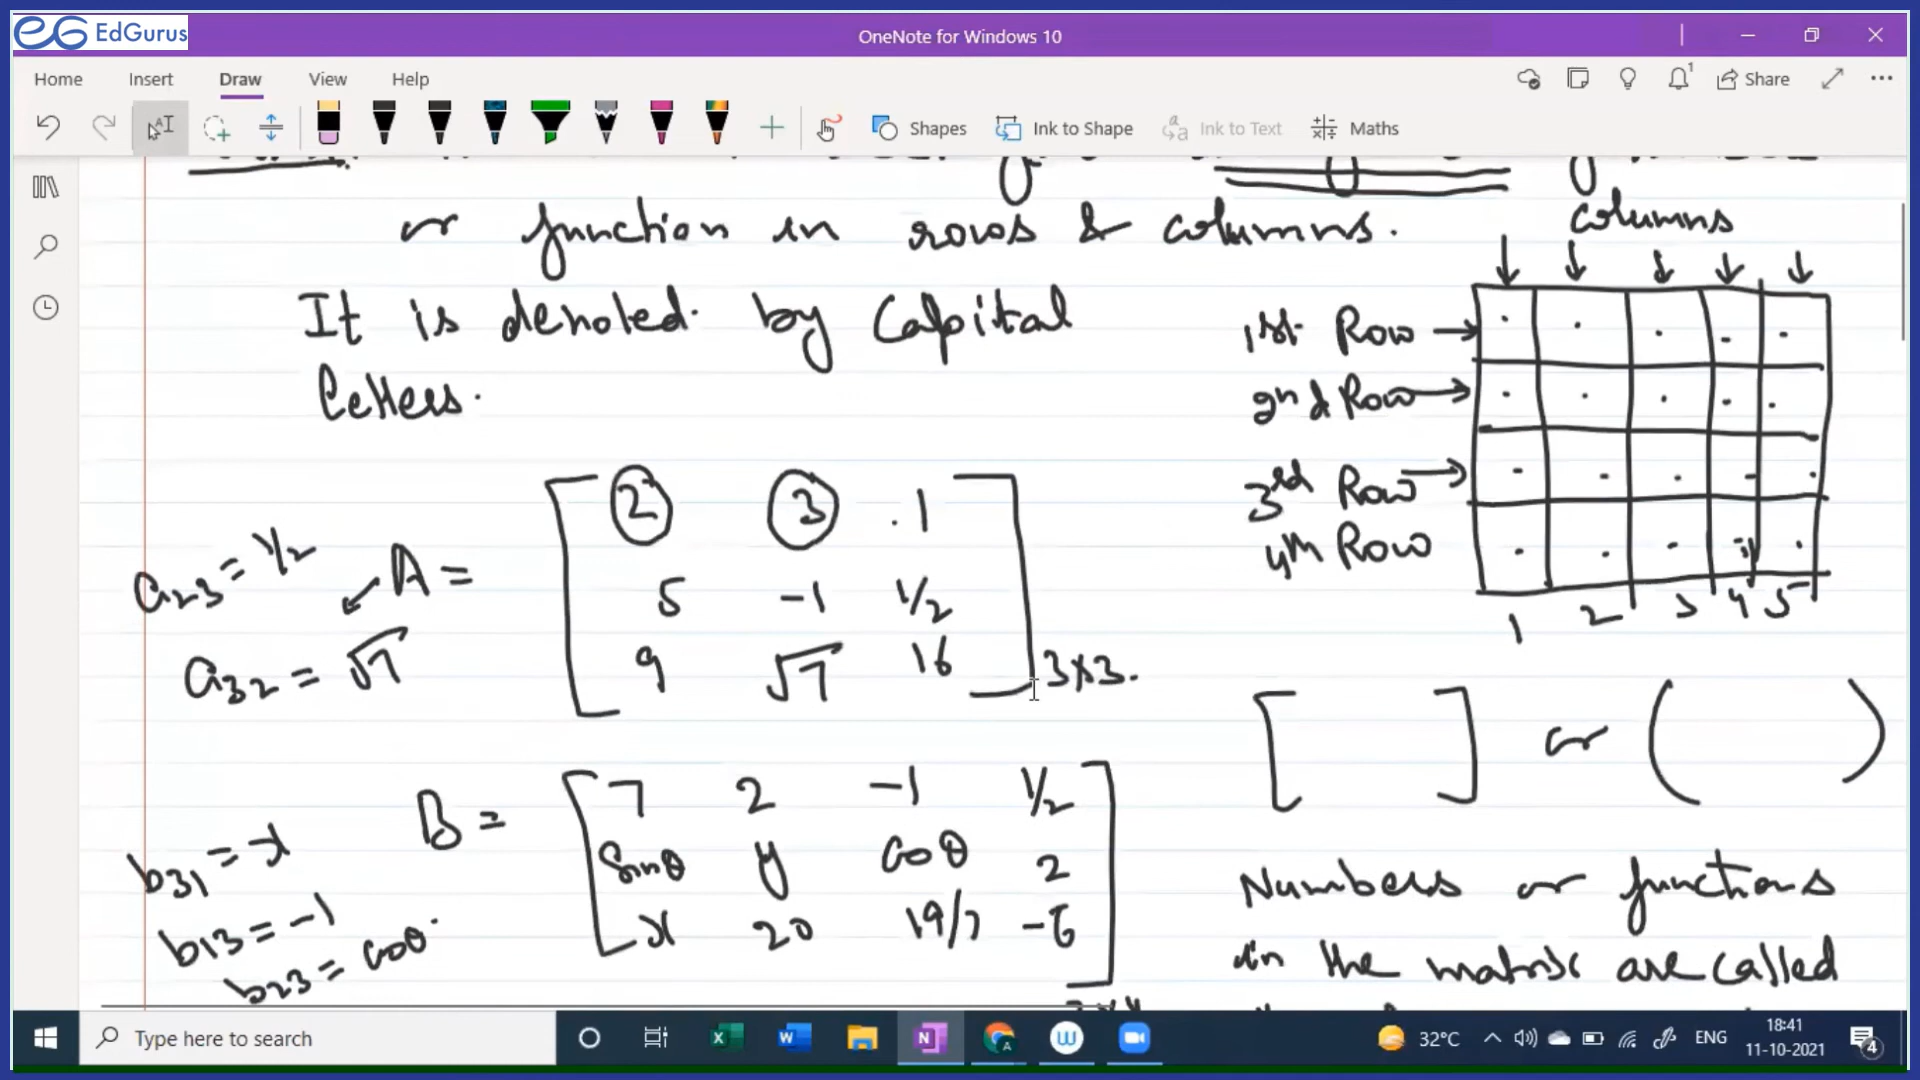 EdGurus
OneNote for Windows 10
Home Insert Draw View Help
Share
Shapes Ink to Shape Ink to Text Maths
or function in rows & columns.
It is denoted by Capital
letters.
columns
1st Row
2nd Row
3rd Row
4th Row
1 2 3 4 5
A =
2 3 1
5 -1 1/2
9 √7 16
3×3.
a23 = 1/2
a32 = √7
[ ] or ( )
B =
7 2 -1 1/2
sinθ y cosθ 2
x 20 19/7 -6
b31 = x
b13 = -1
b23 = cosθ
Numbers or functions
in the matrix are called
Type here to search
32°C
ENG
18:41
11-10-2021
4